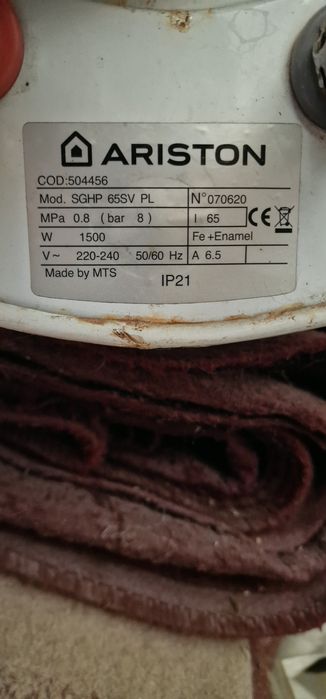 ARISTON
COD:504456
Mod. SGHP 65SV PL N° 070620
MPa 0.8 ( bar 8 ) l 65 CE
W 1500 Fe+Enamel
V~ 220-240 50/60 Hz A 6.5
Made by MTS IP21